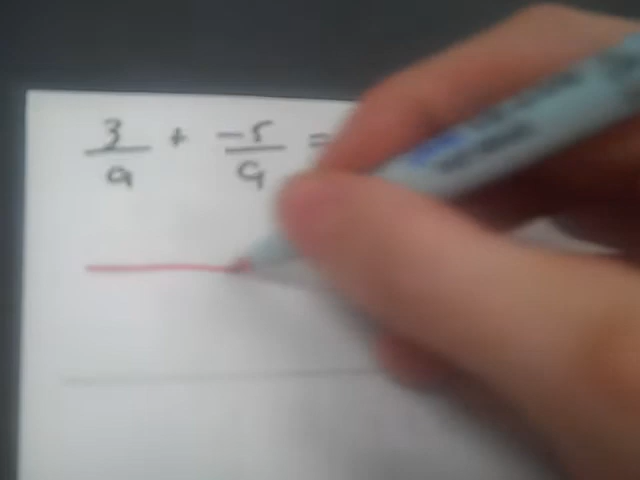 3/9 + -5/9 =